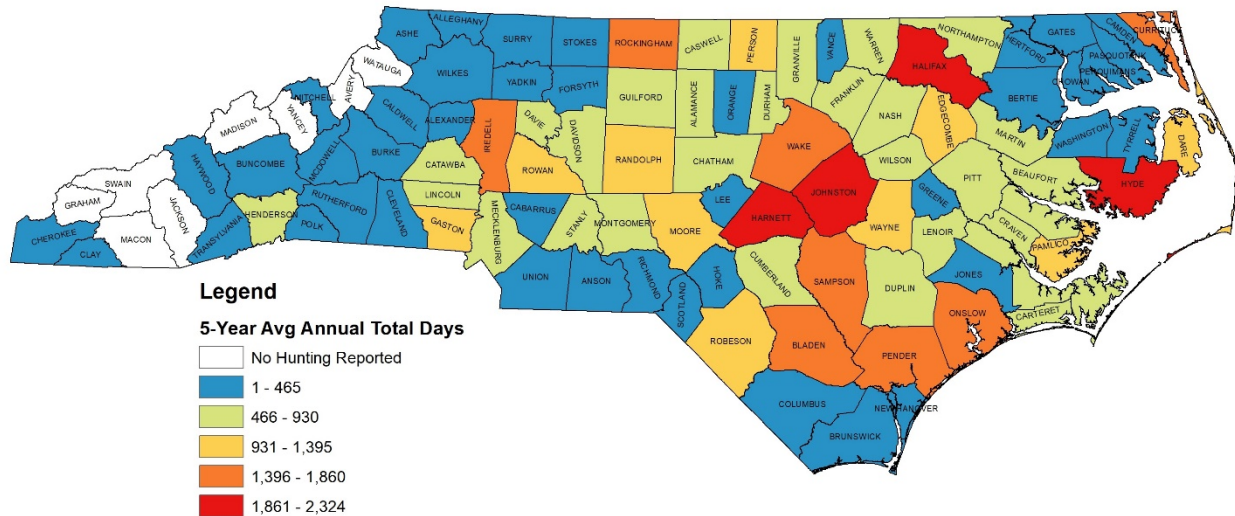 ALLEGHANY
ASHE
SURRY
STOKES
ROCKINGHAM
CASWELL
PERSON
GRANVILLE
VANCE
WARREN
NORTHAMPTON
HALIFAX
HERTFORD
GATES
CAMDEN
CURRITUCK
PASQUOTANK
PERQUIMANS
CHOWAN
BERTIE
WATAUGA
WILKES
YADKIN
FORSYTH
GUILFORD
ALAMANCE
ORANGE
DURHAM
FRANKLIN
NASH
EDGECOMBE
MARTIN
WASHINGTON
TYRRELL
DARE
MITCHELL
AVERY
YANCEY
MADISON
CALDWELL
ALEXANDER
IREDELL
DAVIE
DAVIDSON
RANDOLPH
CHATHAM
WAKE
WILSON
PITT
BEAUFORT
HYDE
HAYWOOD
BUNCOMBE
MCDOWELL
BURKE
CATAWBA
ROWAN
JOHNSTON
GREENE
SWAIN
GRAHAM
JACKSON
RUTHERFORD
CLEVELAND
LINCOLN
CABARRUS
STANLY
MONTGOMERY
MOORE
LEE
HARNETT
WAYNE
LENOIR
CRAVEN
PAMLICO
CHEROKEE
CLAY
MACON
TRANSYLVANIA
HENDERSON
POLK
GASTON
MECKLENBURG
UNION
ANSON
RICHMOND
SCOTLAND
HOKE
CUMBERLAND
SAMPSON
DUPLIN
JONES
CARTERET
ONSLOW
ROBESON
BLADEN
PENDER
COLUMBUS
NEW HANOVER
BRUNSWICK
Legend
5-Year Avg Annual Total Days
No Hunting Reported
1 - 465
466 - 930
931 - 1,395
1,396 - 1,860
1,861 - 2,324